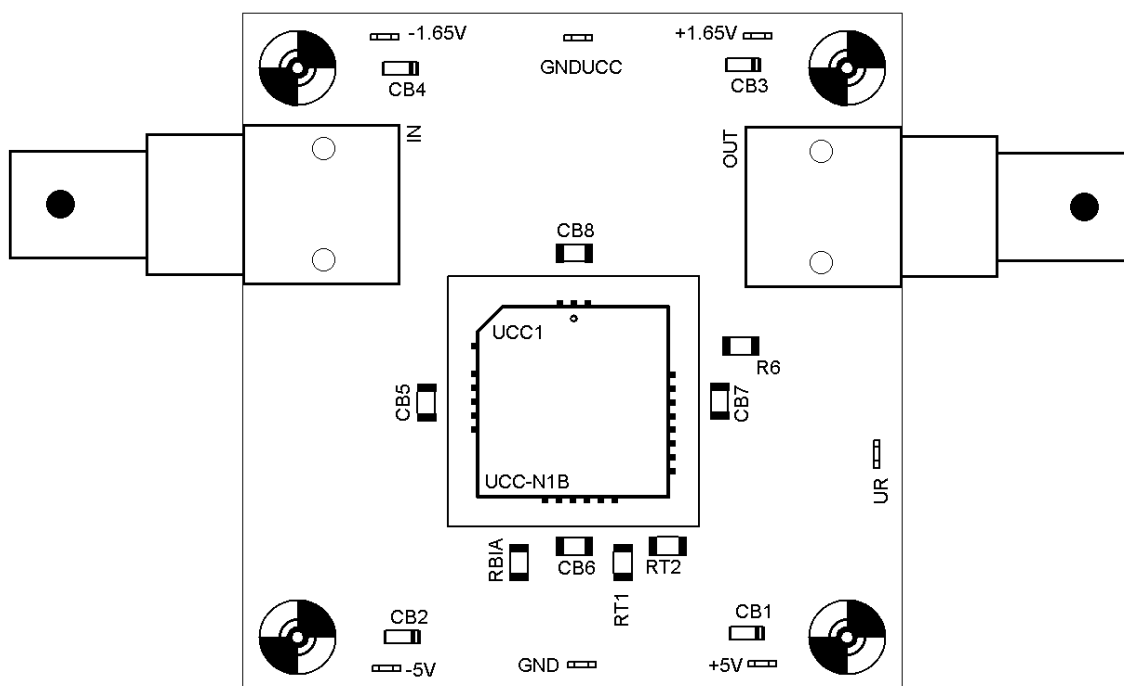 -1.65V
GNDUCC
+1.65V
CB4
CB3
IN
OUT
CB8
UCC1
R6
CB5
CB7
UCC-N1B
UR
RBIA
CB6
RT1
RT2
CB2
CB1
-5V
GND
+5V